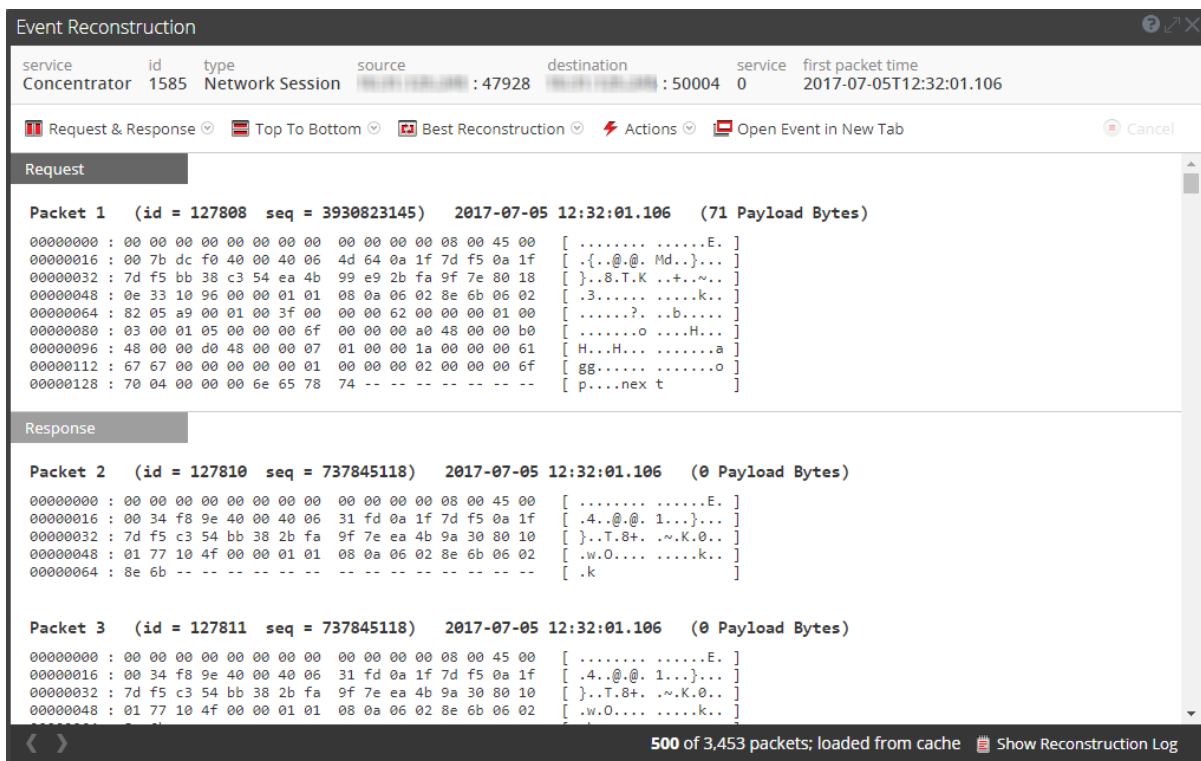 Event Reconstruction
service id type source destination service first packet time
Concentrator 1585 Network Session : 47928 : 50004 0 2017-07-05T12:32:01.106
Request & Response Top To Bottom Best Reconstruction Actions Open Event in New Tab Cancel
Request
Packet 1 (id = 127808 seq = 3930823145) 2017-07-05 12:32:01.106 (71 Payload Bytes)
00000000 : 00 00 00 00 00 00 00 00 00 00 00 00 08 00 45 00 [ ........ ......E. ]
00000016 : 00 7b dc f0 40 00 40 06 4d 64 0a 1f 7d f5 0a 1f [ .{..@.@. Md..}... ]
00000032 : 7d f5 bb 38 c3 54 ea 4b 99 e9 2b fa 9f 7e 80 18 [ }..8.T.K ..+..~.. ]
00000048 : 0e 33 10 96 00 00 01 01 08 0a 06 02 8e 6b 06 02 [ .3...... .....k.. ]
00000064 : 82 05 a9 00 01 00 3f 00 00 00 62 00 00 00 01 00 [ ......?. ..b..... ]
00000080 : 03 00 01 05 00 00 00 6f 00 00 00 a0 48 00 00 b0 [ .......o ....H... ]
00000096 : 48 00 00 d0 48 00 00 07 01 00 00 1a 00 00 00 61 [ H...H... .......a ]
00000112 : 67 67 00 00 00 00 00 01 00 00 00 02 00 00 00 6f [ gg...... .......o ]
00000128 : 70 04 00 00 00 6e 65 78 74 -- -- -- -- -- -- -- [ p....nex t ]
Response
Packet 2 (id = 127810 seq = 737845118) 2017-07-05 12:32:01.106 (0 Payload Bytes)
00000000 : 00 00 00 00 00 00 00 00 00 00 00 00 08 00 45 00 [ ........ ......E. ]
00000016 : 00 34 f8 9e 40 00 40 06 31 fd 0a 1f 7d f5 0a 1f [ .4..@.@. 1...}... ]
00000032 : 7d f5 c3 54 bb 38 2b fa 9f 7e ea 4b 9a 30 80 10 [ }..T.8+. .~.K.0.. ]
00000048 : 01 77 10 4f 00 00 01 01 08 0a 06 02 8e 6b 06 02 [ .w.O.... .....k.. ]
00000064 : 8e 6b -- -- -- -- -- -- -- -- -- -- -- -- -- -- [ .k ]
Packet 3 (id = 127811 seq = 737845118) 2017-07-05 12:32:01.106 (0 Payload Bytes)
00000000 : 00 00 00 00 00 00 00 00 00 00 00 00 08 00 45 00 [ ........ ......E. ]
00000016 : 00 34 f8 9e 40 00 40 06 31 fd 0a 1f 7d f5 0a 1f [ .4..@.@. 1...}... ]
00000032 : 7d f5 c3 54 bb 38 2b fa 9f 7e ea 4b 9a 30 80 10 [ }..T.8+. .~.K.0.. ]
00000048 : 01 77 10 4f 00 00 01 01 08 0a 06 02 8e 6b 06 02 [ .w.O.... .....k.. ]
500 of 3,453 packets; loaded from cache Show Reconstruction Log